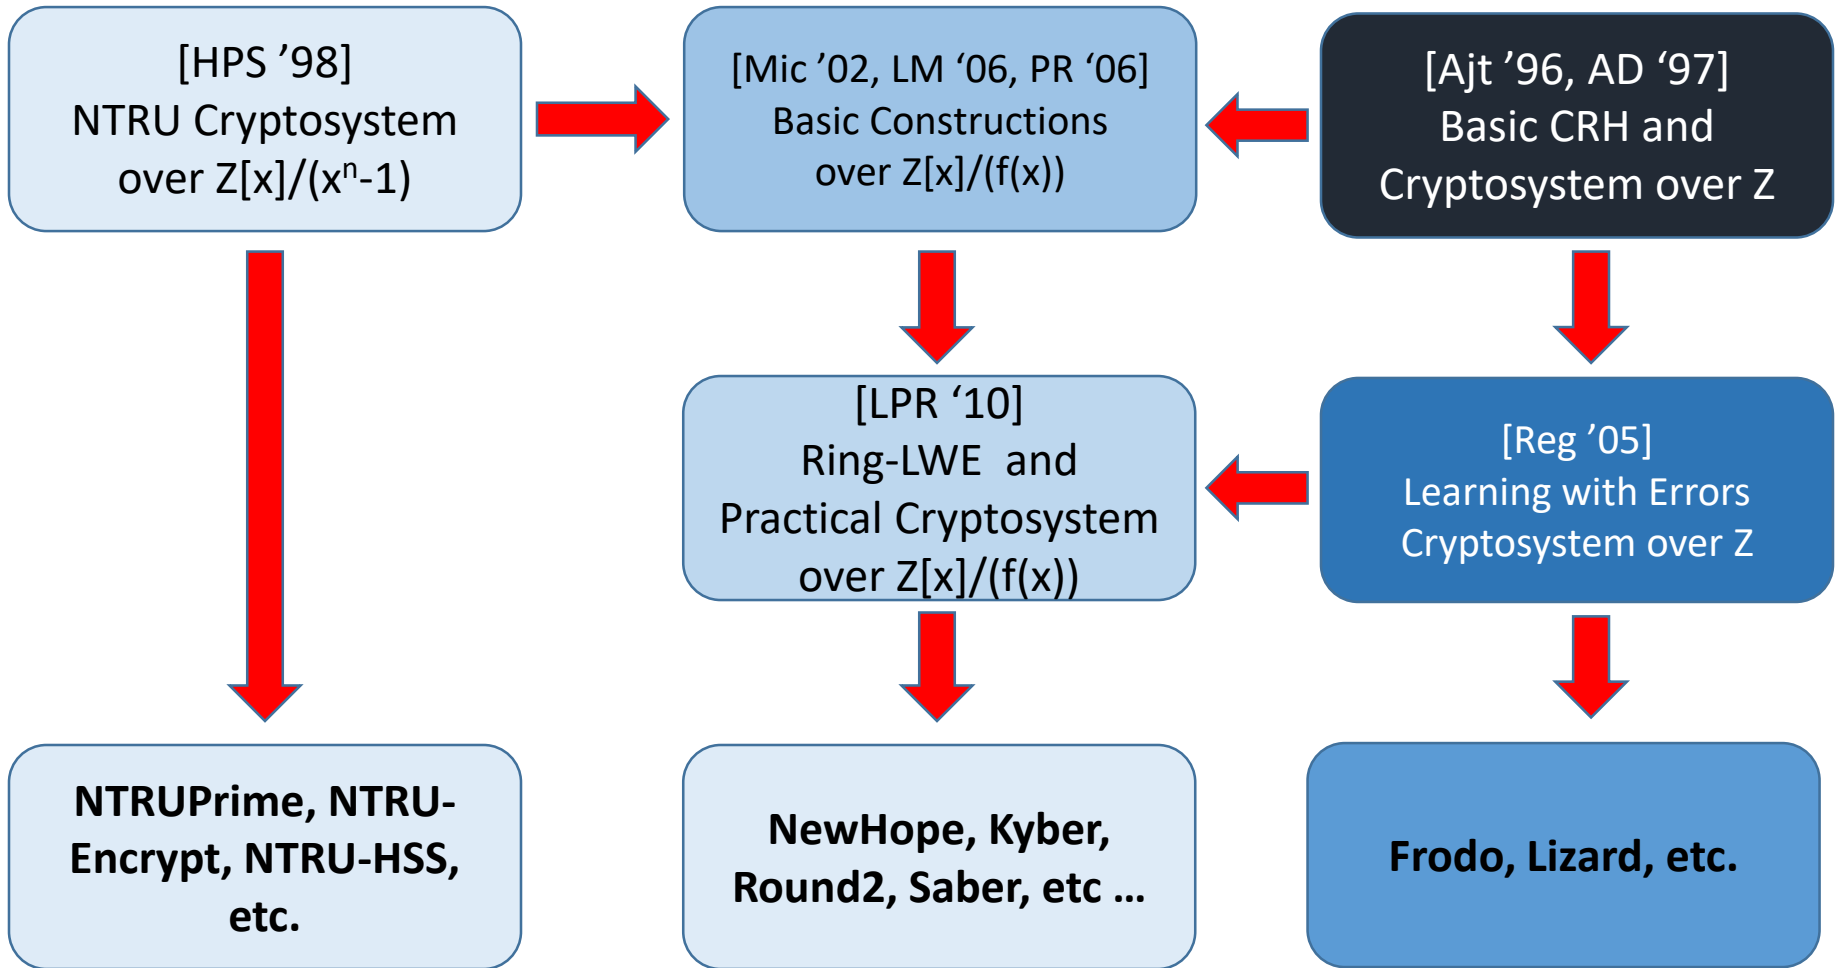 [HPS ’98]
NTRU Cryptosystem
over Z[x]/(xⁿ-1)
[Mic ’02, LM ‘06, PR ‘06]
Basic Constructions
over Z[x]/(f(x))
[Ajt ’96, AD ‘97]
Basic CRH and
Cryptosystem over Z
[LPR ‘10]
Ring-LWE and
Practical Cryptosystem
over Z[x]/(f(x))
[Reg ’05]
Learning with Errors
Cryptosystem over Z
NTRUPrime, NTRU-
Encrypt, NTRU-HSS,
etc.
NewHope, Kyber,
Round2, Saber, etc ...
Frodo, Lizard, etc.